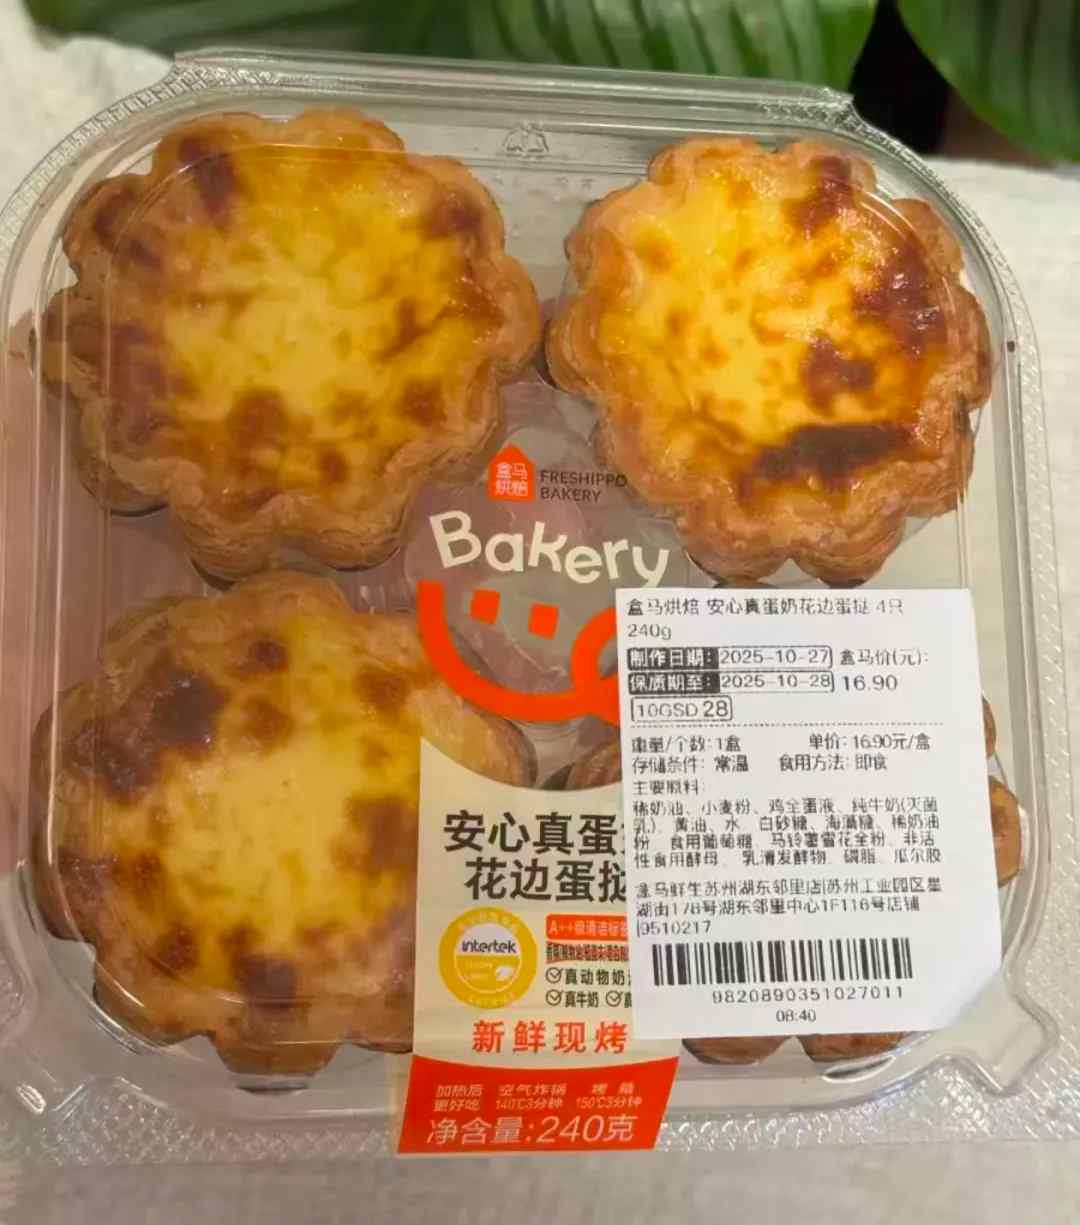 盒马
烘焙
FRESHIPPO
BAKERY
Bakery
盒马烘焙 安心真蛋奶花边蛋挞 4只
240g
制作日期: 2025-10-27 盒马价(元):
保质期至: 2025-10-28 16.90
10GSD 28
重量/个数: 1盒 单价: 16.90元/盒
存储条件: 常温 食用方法: 即食
主要原料:
稀奶油、小麦粉、鸡全蛋液、纯牛奶(灭菌
乳)、黄油、水、白砂糖、海藻糖、稀奶油
粉、食用葡萄糖、马铃薯雪花全粉、非活
性食用酵母、乳清发酵物、磷脂、瓜尔胶
盒马鲜生苏州湖东邻里店|苏州工业园区星
湖街178号湖东邻里中心1F116号店铺
|9510217
9820890351027011
08:40
安心真蛋
花边蛋挞
intertek
A++级清洁标
真动物奶
真牛奶
新鲜现烤
加热后 空气炸锅 烤箱
更好吃 140℃3分钟 150℃3分钟
净含量:240克